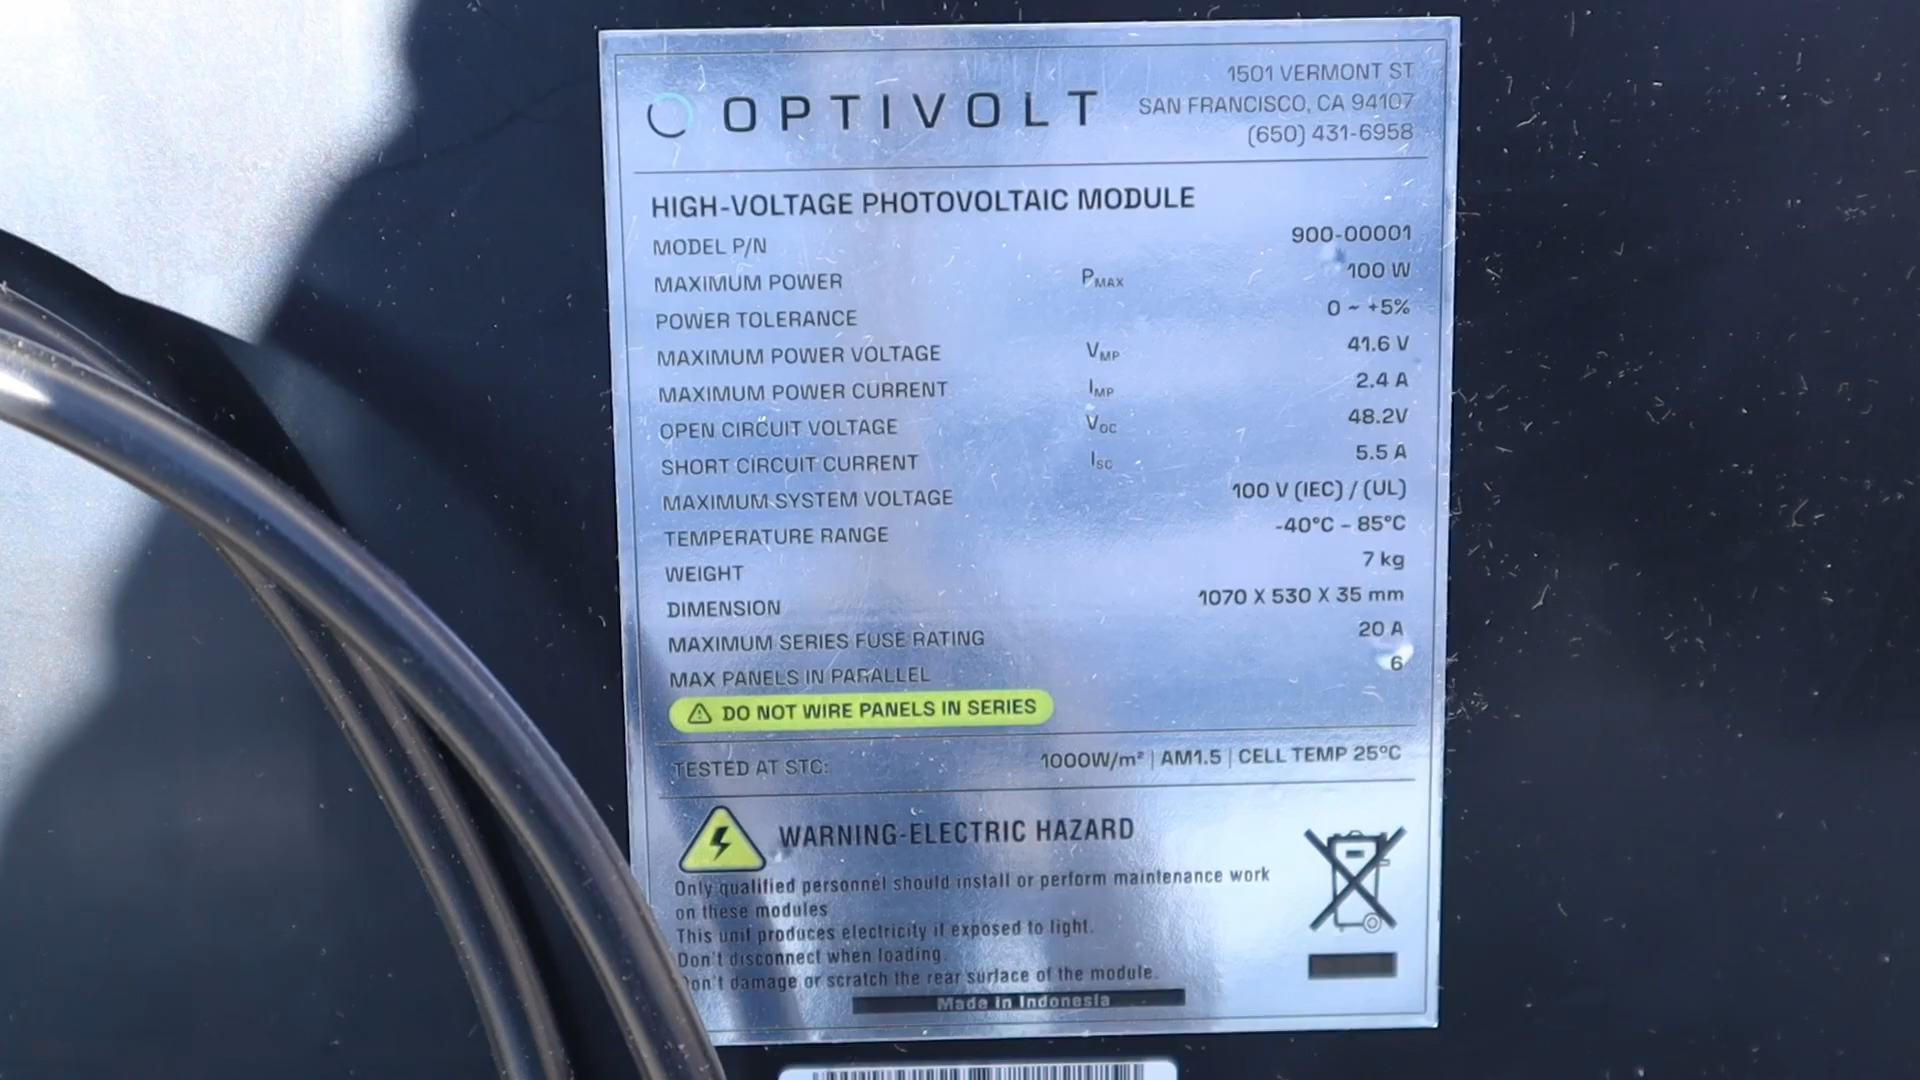 OPTIVOLT
1501 VERMONT ST
SAN FRANCISCO, CA 94107
(650) 431-6958
HIGH-VOLTAGE PHOTOVOLTAIC MODULE
MODEL P/N 900-00001
MAXIMUM POWER PMAX 100 W
POWER TOLERANCE 0 ~ +5%
MAXIMUM POWER VOLTAGE VMP 41.6 V
MAXIMUM POWER CURRENT IMP 2.4 A
OPEN CIRCUIT VOLTAGE VOC 48.2V
SHORT CIRCUIT CURRENT ISC 5.5 A
MAXIMUM SYSTEM VOLTAGE 100 V (IEC) / (UL)
TEMPERATURE RANGE -40°C – 85°C
WEIGHT 7 kg
DIMENSION 1070 X 530 X 35 mm
MAXIMUM SERIES FUSE RATING 20 A
MAX PANELS IN PARALLEL 6
DO NOT WIRE PANELS IN SERIES
TESTED AT STC: 1000W/m² | AM1.5 | CELL TEMP 25°C
WARNING-ELECTRIC HAZARD
Only qualified personnel should install or perform maintenance work
on these modules
This unit produces electricity if exposed to light.
Don't disconnect when loading.
Don't damage or scratch the rear surface of the module.
Made in Indonesia